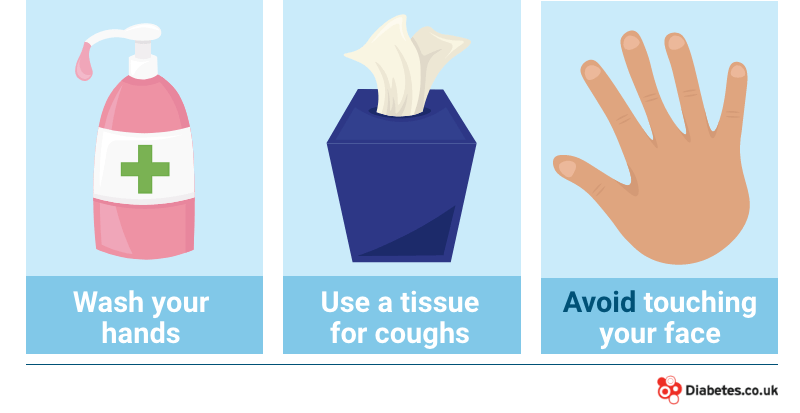 Wash your
hands
Use a tissue
for coughs
Avoid touching
your face
Diabetes.co.uk